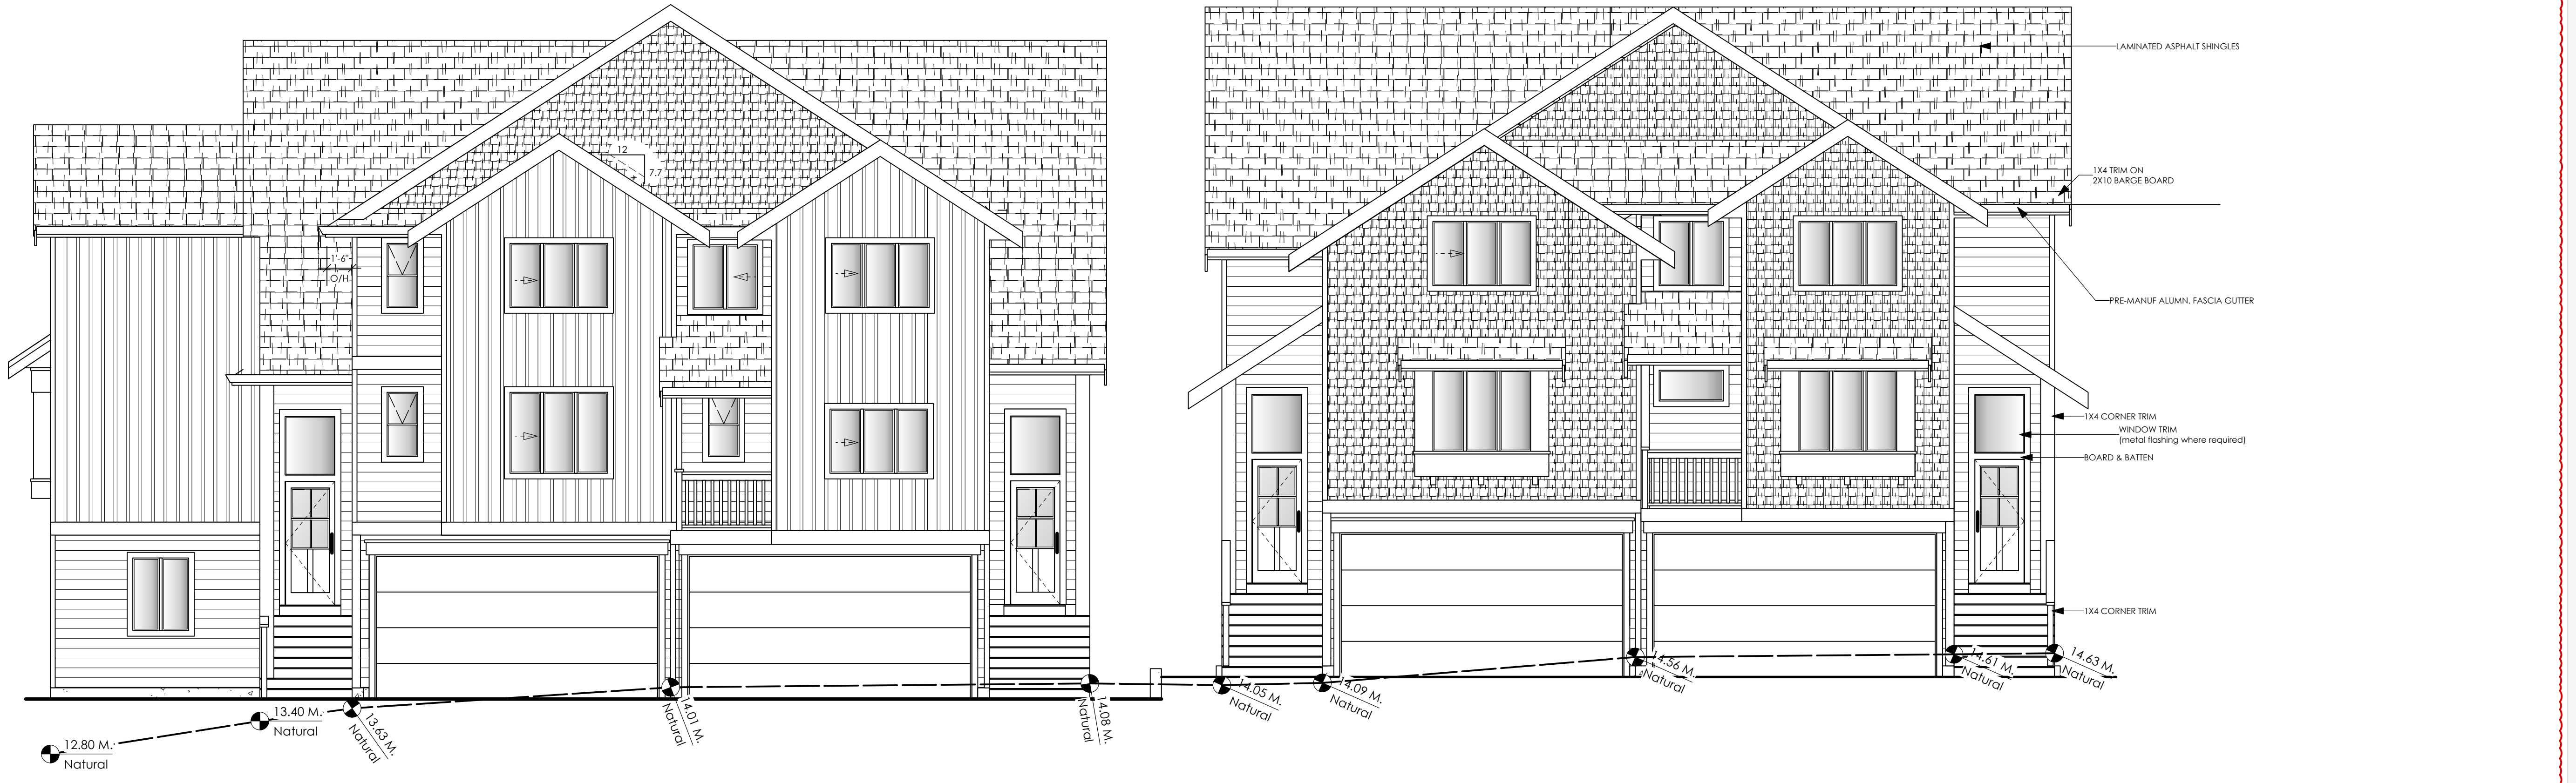 LAMINATED ASPHALT SHINGLES
12
7.7
1X4 TRIM ON
2X10 BARGE BOARD
1'-6"
O/H
PRE-MANUF ALUMN. FASCIA GUTTER
1X4 CORNER TRIM
WINDOW TRIM
(metal flashing where required)
BOARD & BATTEN
1X4 CORNER TRIM
12.80 M.
Natural
13.40 M.
Natural
13.63 M.
Natural
14.01 M.
Natural
14.08 M.
Natural
14.05 M.
Natural
14.09 M.
Natural
14.56 M.
Natural
14.61 M.
Natural
14.63 M.
Natural